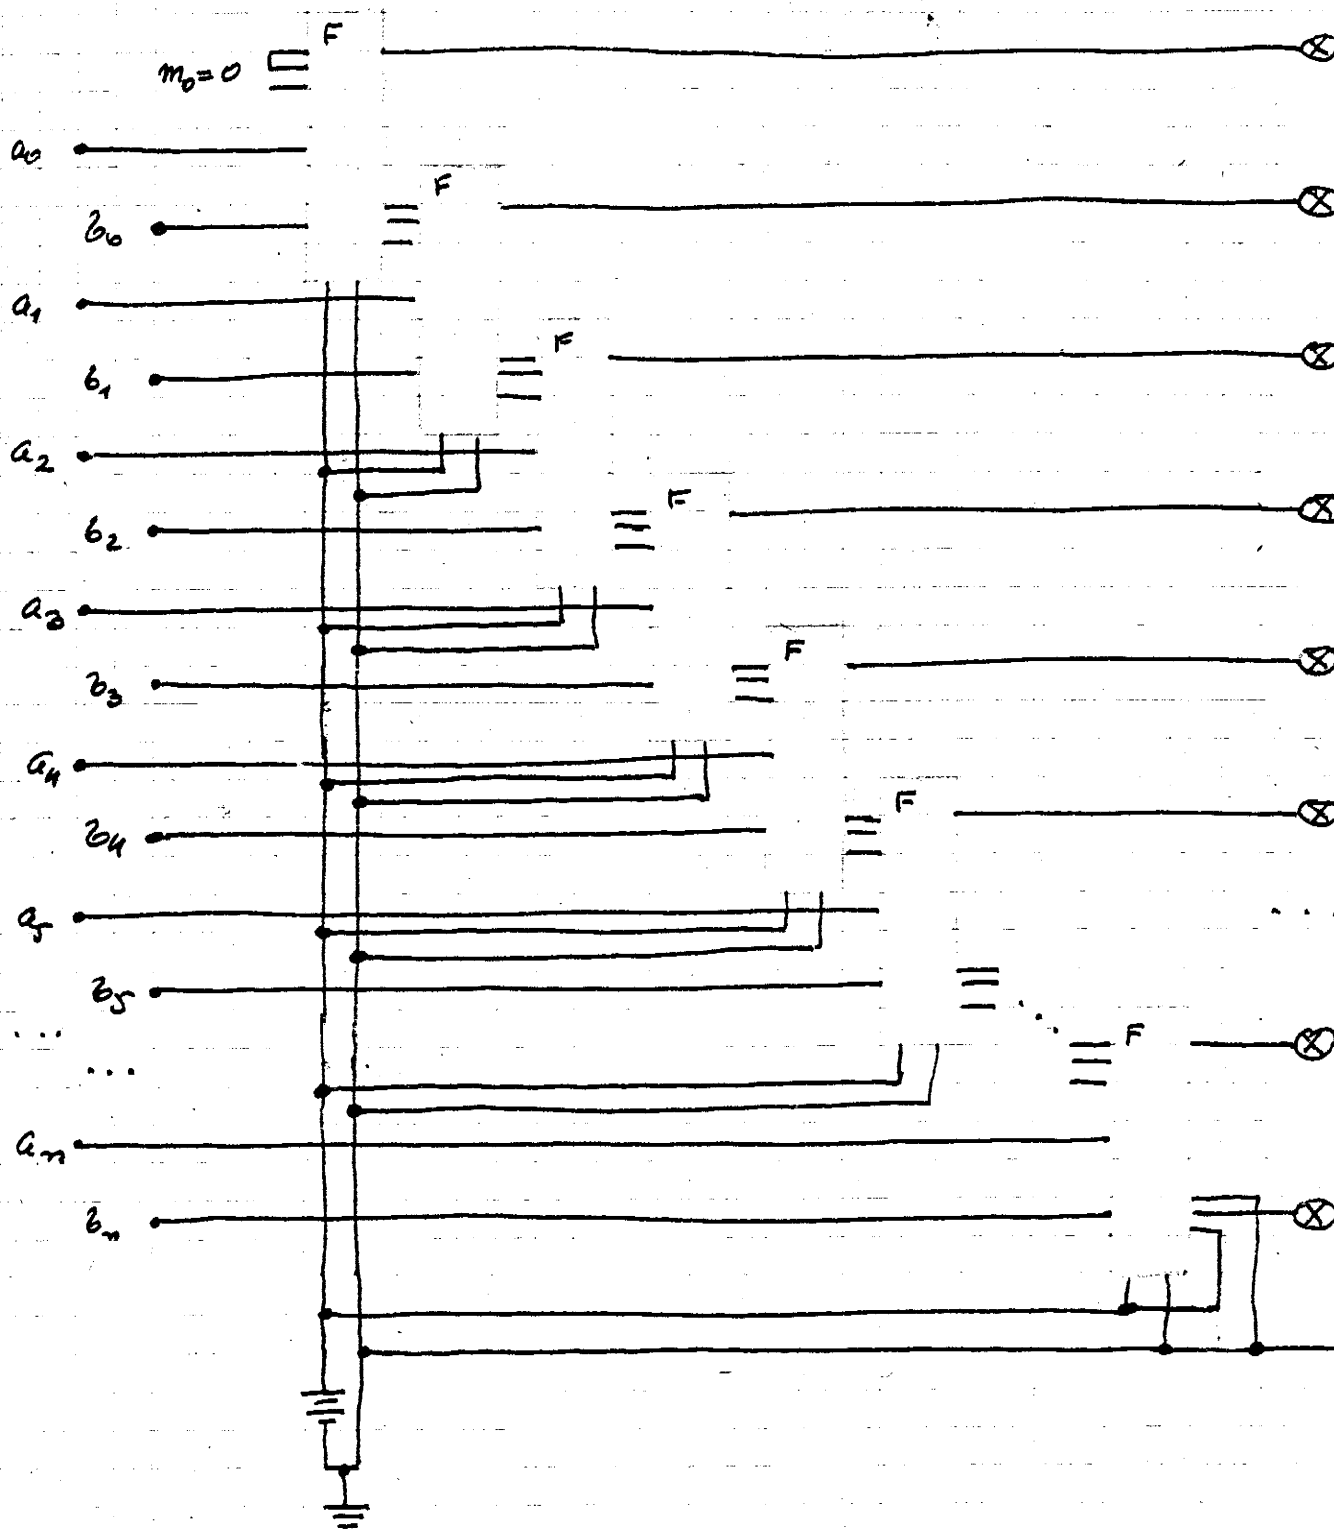 F
m₀=0
a₀
F
b₀
a₁
F
b₁
a₂
F
b₂
a₃
F
b₃
a₄
F
b₄
a₅
b₅
F
...
...
aₙ
bₙ